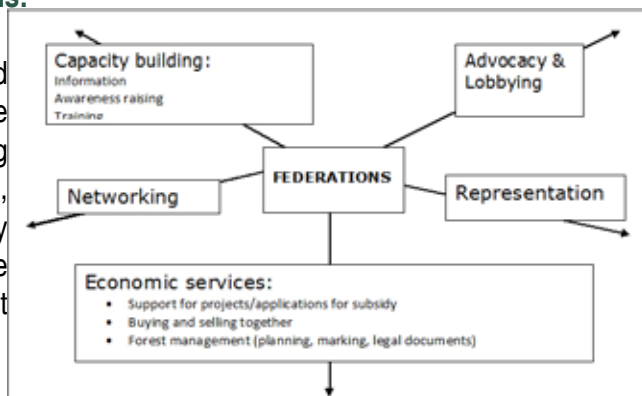 Capacity building:
Information
Awareness raising
Training
Advocacy &
Lobbying
FEDERATIONS
Networking
Representation
Economic services:
• Support for projects/applications for subsidy
• Buying and selling together
• Forest management (planning, marking, legal documents)